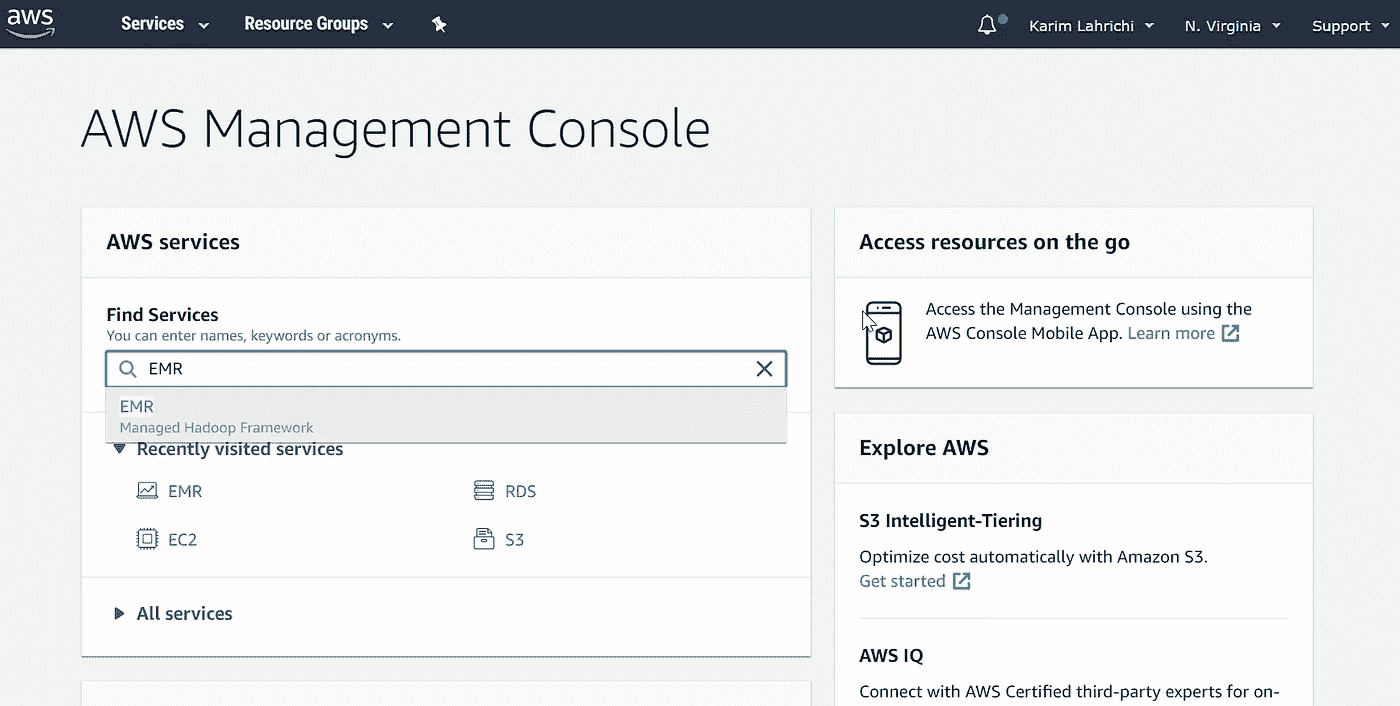 aws Services Resource Groups Karim Lahrichi N. Virginia Support
AWS Management Console
AWS services
Find Services
You can enter names, keywords or acronyms.
EMR
EMR
Managed Hadoop Framework
Recently visited services
EMR RDS
EC2 S3
All services
Access resources on the go
Access the Management Console using the
AWS Console Mobile App. Learn more
Explore AWS
S3 Intelligent-Tiering
Optimize cost automatically with Amazon S3.
Get started
AWS IQ
Connect with AWS Certified third-party experts for on-